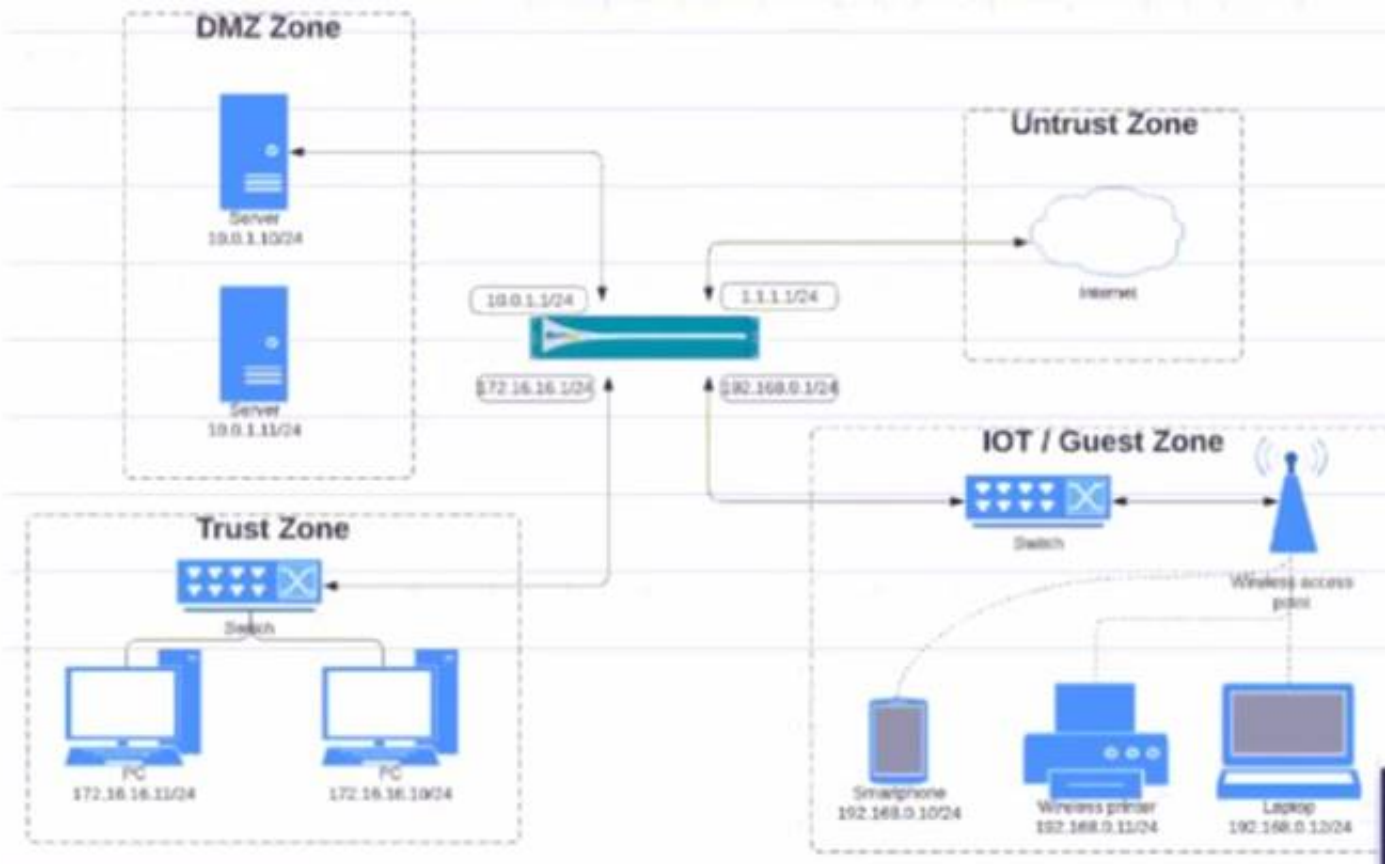 DMZ Zone
Server
10.0.1.10/24
Server
10.0.1.11/24
Untrust Zone
Internet
10.0.1.1/24
1.1.1.1/24
172.16.16.1/24
192.168.0.1/24
IOT / Guest Zone
Switch
Wireless access
point
Smartphone
192.168.0.10/24
Wireless printer
192.168.0.11/24
Laptop
192.168.0.12/24
Trust Zone
Switch
PC
172.16.16.11/24
PC
172.16.16.10/24